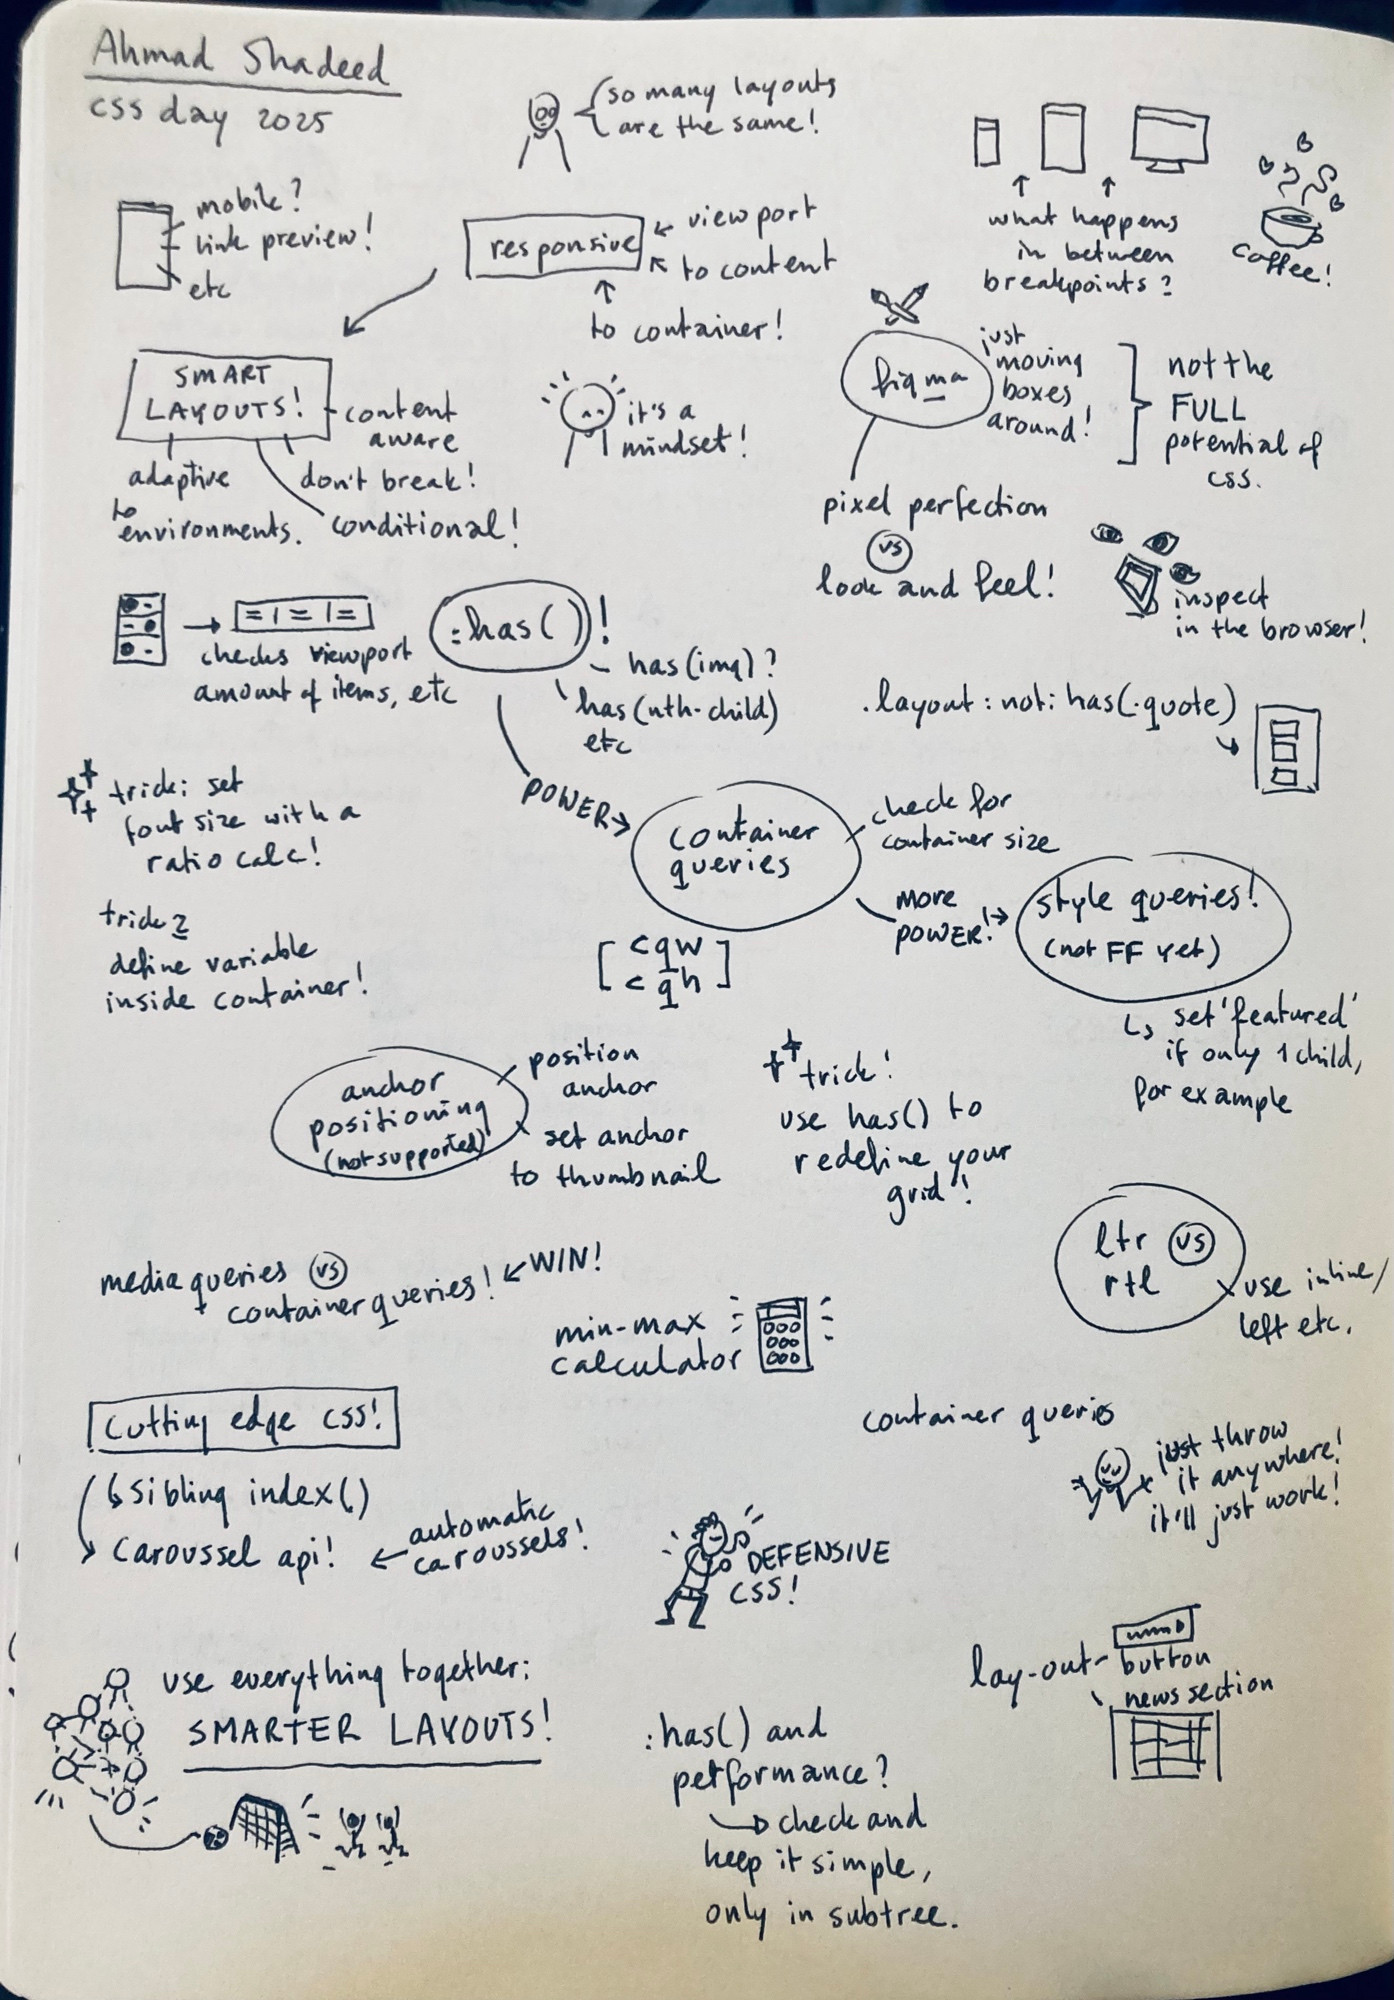 Ahmad Shadeed
css day 2025
so many layouts
are the same!
mobile?
link preview!
etc
responsive
viewport
to content
to container!
what happens
in between
breakpoints?
coffee!
SMART
LAYOUTS!
content
aware
adaptive
to
environments.
don't break!
conditional!
it's a
mindset!
figma
just
moving
boxes
around!
not the
FULL
potential of
css.
pixel perfection
vs
look and feel!
inspect
in the browser!
checks viewport
amount of items, etc
:has()!
has(img)?
has(nth-child)
etc
.layout:not:has(.quote)
trick: set
font size with a
ratio calc!
POWER
container
queries
check for
container size
more
POWER!
style queries!
(not FF yet)
trick 2
define variable
inside container!
[cqw
cqh]
set 'featured'
if only 1 child,
for example
anchor
positioning
(not supported)
position
anchor
set anchor
to thumbnail
trick!
use has() to
redefine your
grid!
ltr vs
rtl
use inline/
left etc.
media queries vs
container queries!
WIN!
min-max
calculator
cutting edge css!
sibling index()
caroussel api!
automatic
caroussels!
container queries
just throw
it anywhere!
it'll just work!
DEFENSIVE
CSS!
use everything together:
SMARTER LAYOUTS!
lay-out
button
news section
:has() and
petformance?
check and
keep it simple,
only in subtree.